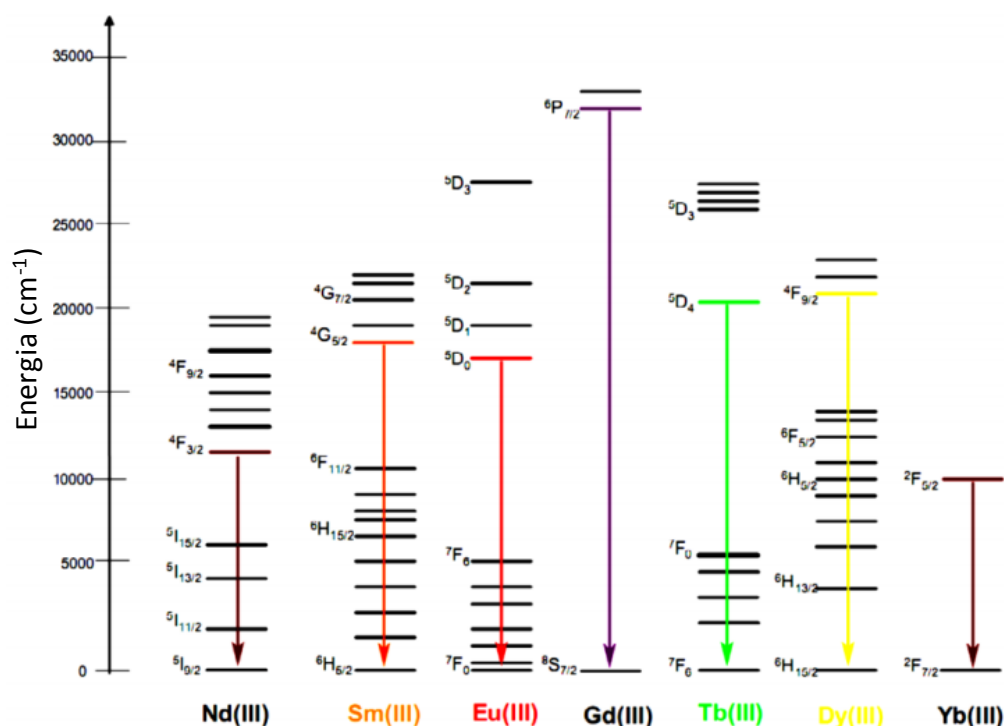 Energia (cm⁻¹)
35000
30000
25000
20000
15000
10000
5000
0
⁴F₉/₂
⁴F₃/₂
⁵I₁₅/₂
⁵I₁₃/₂
⁵I₁₁/₂
⁵I₉/₂
Nd(III)
⁴G₇/₂
⁴G₅/₂
⁶F₁₁/₂
⁶H₁₅/₂
⁶H₅/₂
Sm(III)
⁵D₃
⁵D₂
⁵D₁
⁵D₀
⁷F₆
⁷F₀
Eu(III)
⁶P₇/₂
⁸S₇/₂
Gd(III)
⁵D₃
⁵D₄
⁷F₀
⁷F₆
Tb(III)
⁴F₉/₂
⁶F₅/₂
⁶H₅/₂
⁶H₁₃/₂
⁶H₁₅/₂
Dy(III)
²F₅/₂
²F₇/₂
Yb(III)